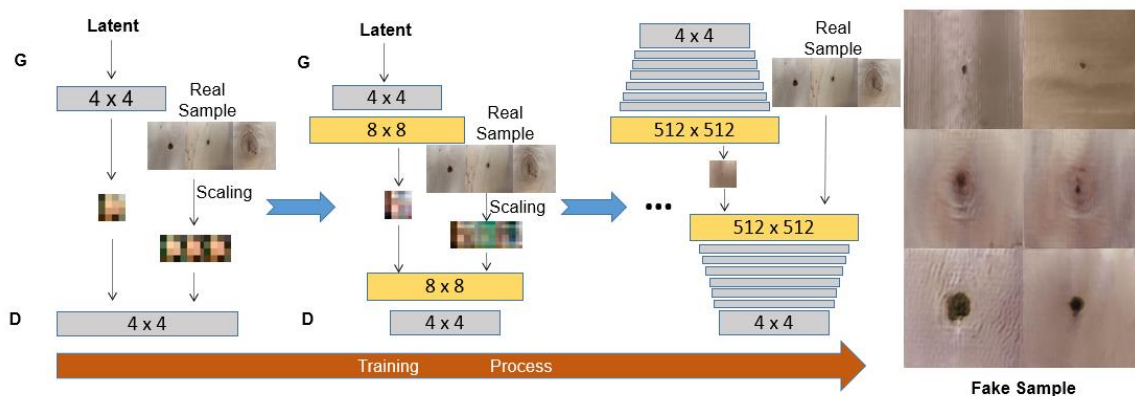 Latent
G
4 x 4
Real
Sample
Scaling
D
4 x 4
Latent
G
4 x 4
8 x 8
Real
Sample
Scaling
8 x 8
D
4 x 4
4 x 4
Real
Sample
512 x 512
...
512 x 512
4 x 4
Training Process
Fake Sample